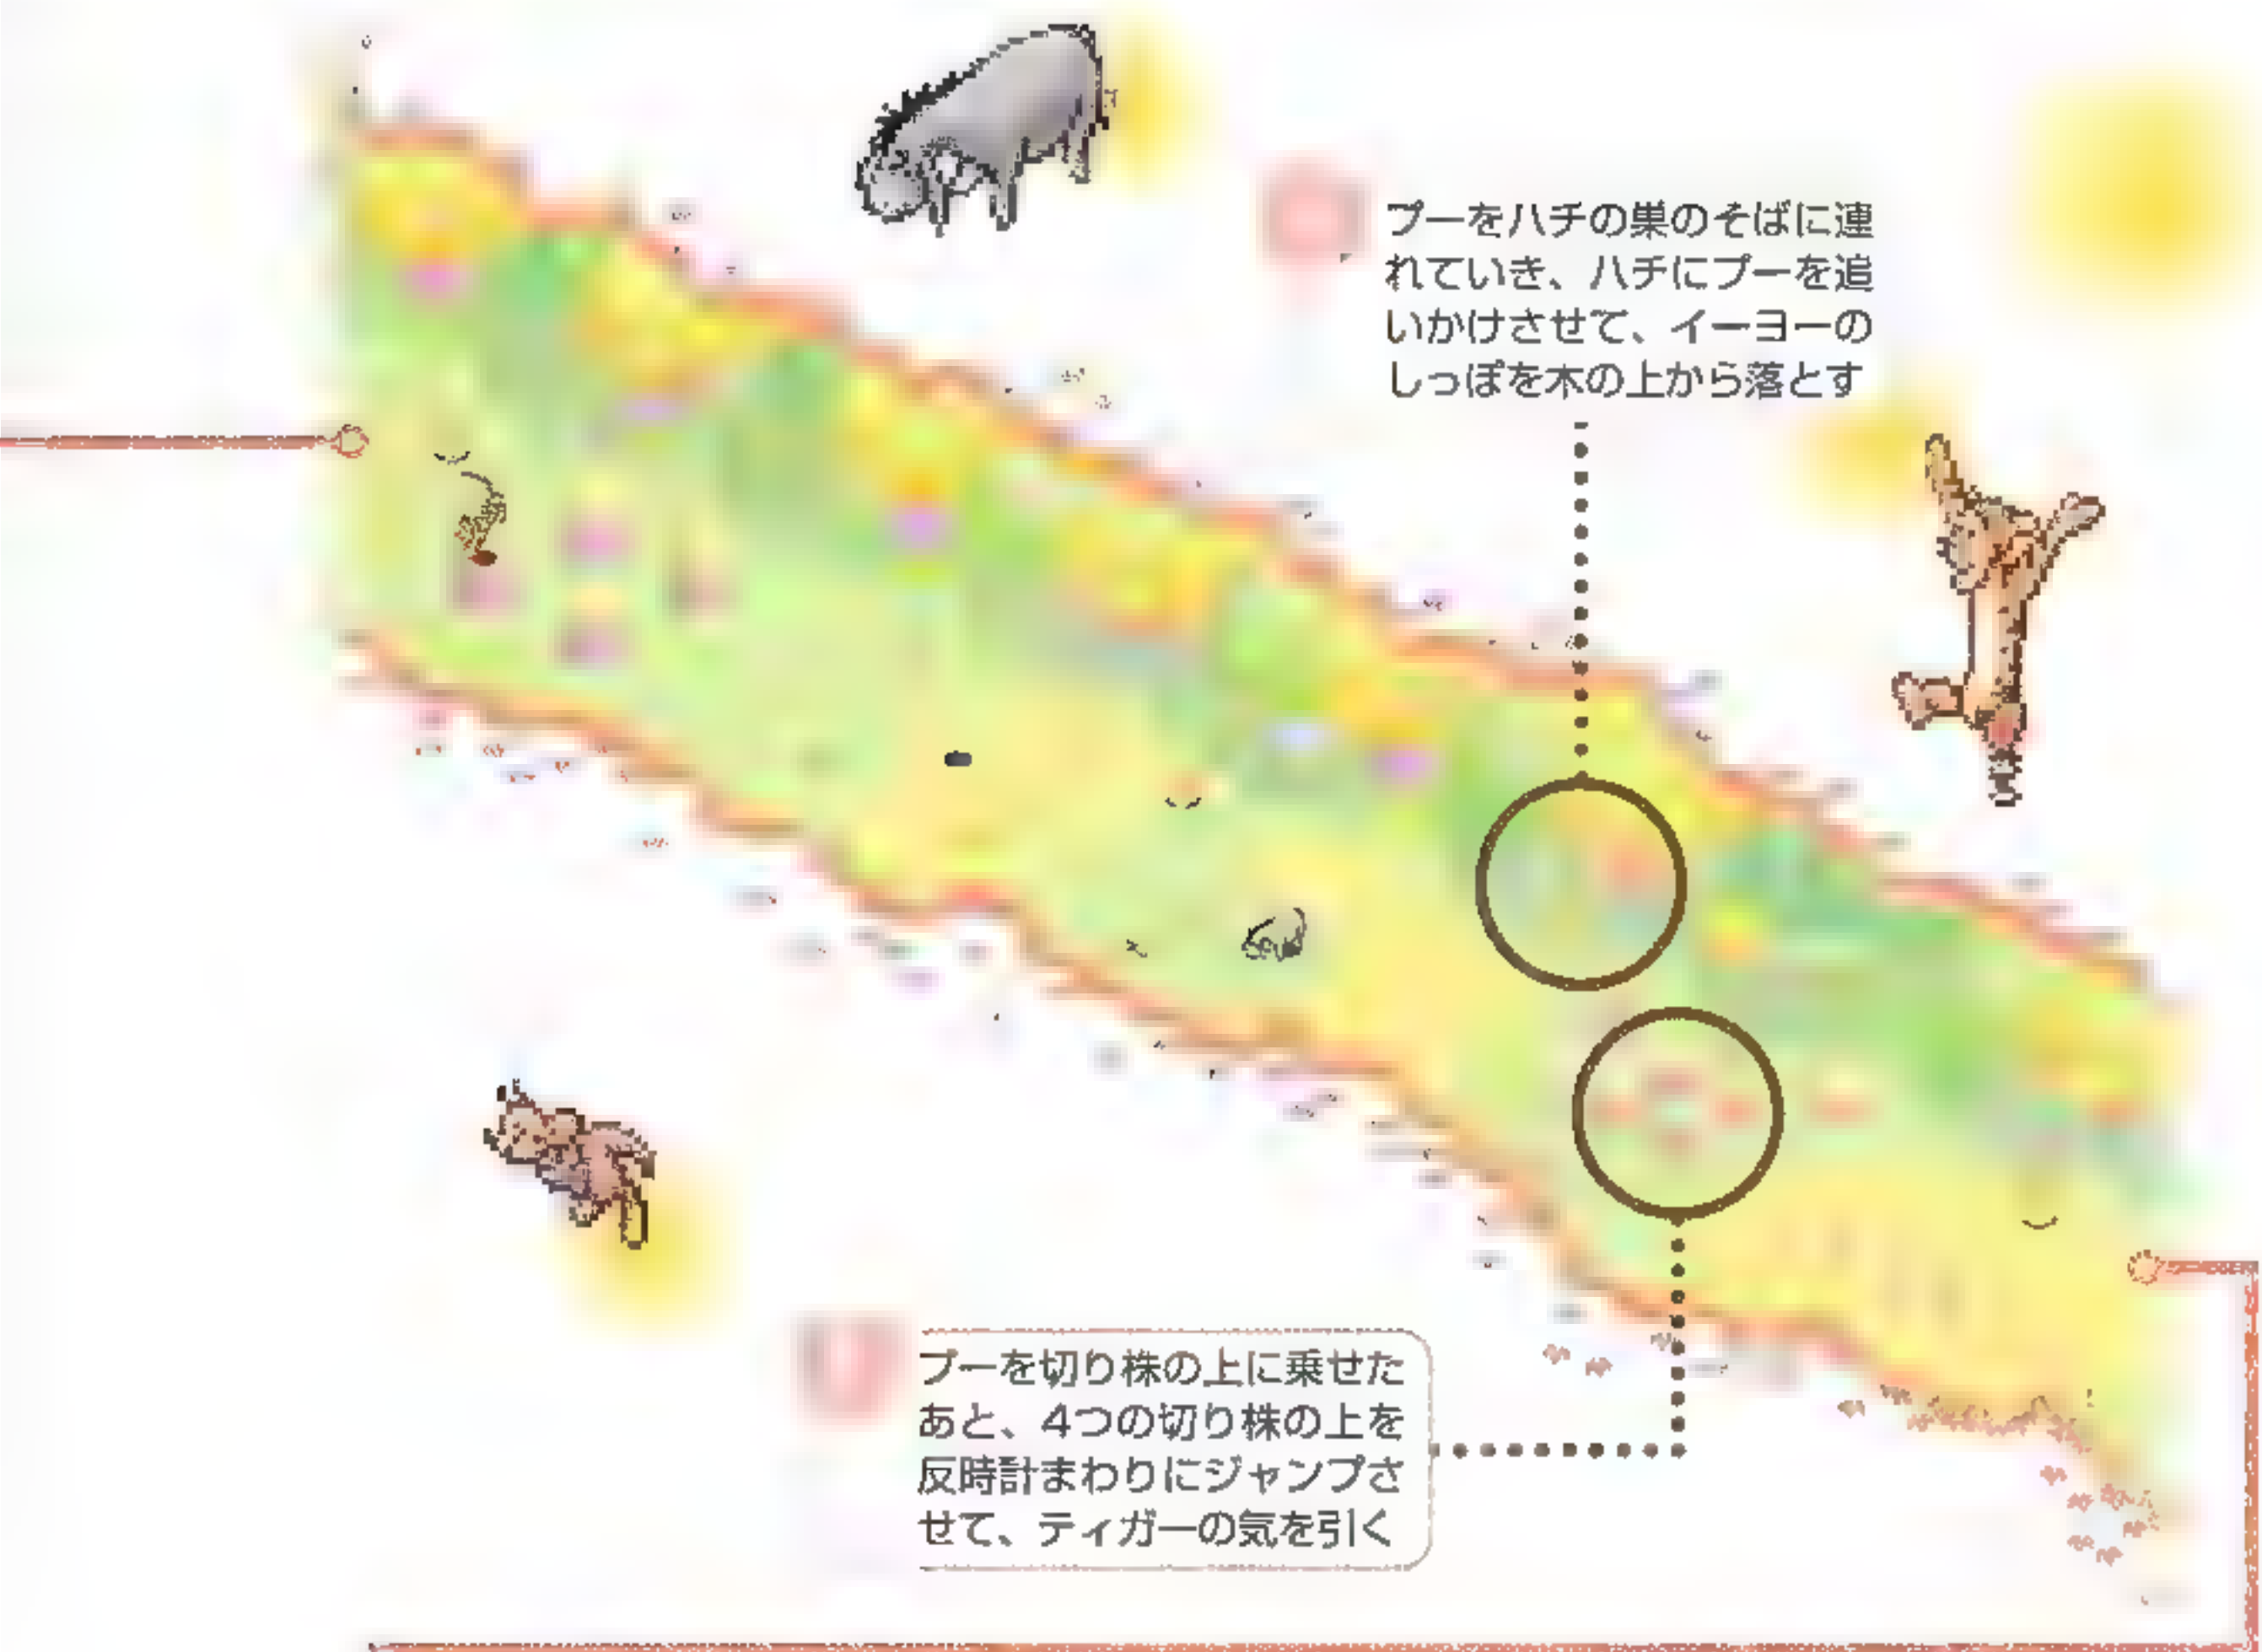 プーをハチの巣のそばに連
れていき、ハチにプーを追
いかけさせて、イーヨーの
しっぽを木の上から落とす
プーを切り株の上に乗せた
あと、4つの切り株の上を
反時計まわりにジャンプさ
せて、ティガーの気を引く